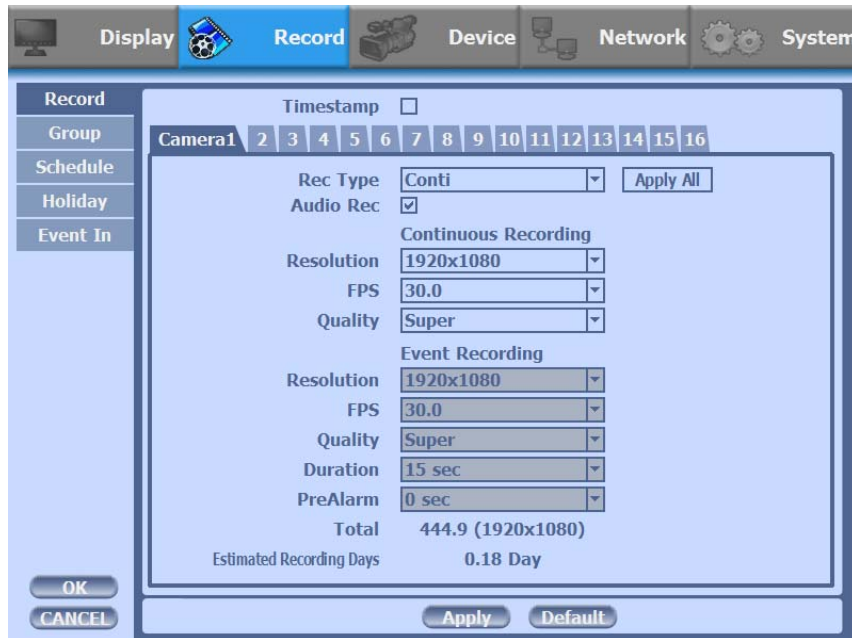 Display Record Device Network System
Record
Group
Schedule
Holiday
Event In
Timestamp
Camera1 2 3 4 5 6 7 8 9 10 11 12 13 14 15 16
Rec Type Conti Apply All
Audio Rec
Continuous Recording
Resolution 1920x1080
FPS 30.0
Quality Super
Event Recording
Resolution 1920x1080
FPS 30.0
Quality Super
Duration 15 sec
PreAlarm 0 sec
Total 444.9 (1920x1080)
Estimated Recording Days 0.18 Day
OK
CANCEL
Apply Default